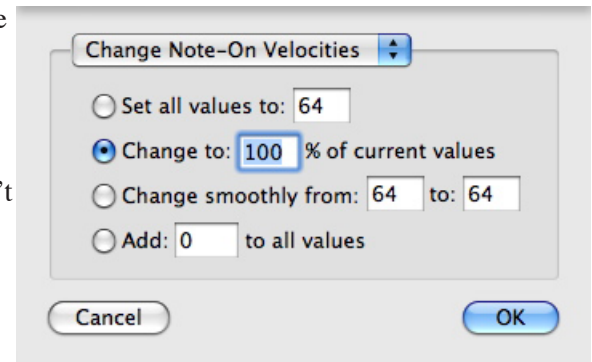 e
Change Note-On Velocities
Set all values to: 64
Change to: 100 % of current values
't
Change smoothly from: 64 to: 64
Add: 0 to all values
Cancel OK